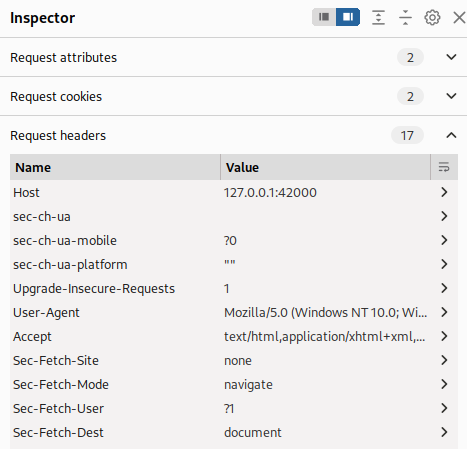 Inspector
Request attributes 2
Request cookies 2
Request headers 17
Name Value
Host 127.0.0.1:42000
sec-ch-ua
sec-ch-ua-mobile ?0
sec-ch-ua-platform ""
Upgrade-Insecure-Requests 1
User-Agent Mozilla/5.0 (Windows NT 10.0; Wi...
Accept text/html,application/xhtml+xml,...
Sec-Fetch-Site none
Sec-Fetch-Mode navigate
Sec-Fetch-User ?1
Sec-Fetch-Dest document